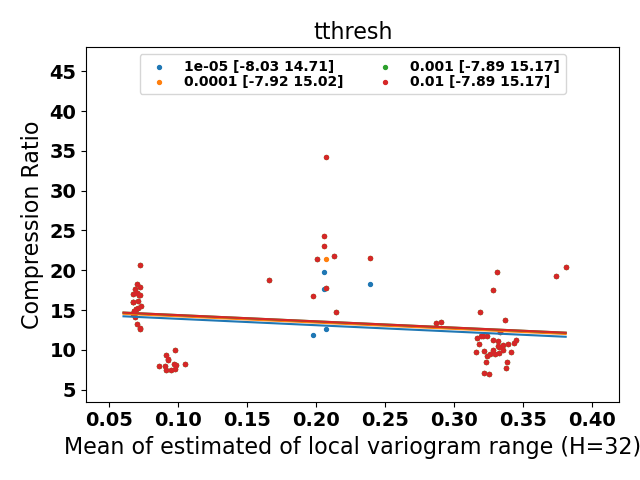 tthresh
1e-05 [-8.03 14.71]
0.0001 [-7.92 15.02]
0.001 [-7.89 15.17]
0.01 [-7.89 15.17]
Compression Ratio
45
40
35
30
25
20
15
10
5
0.05 0.10 0.15 0.20 0.25 0.30 0.35 0.40
Mean of estimated of local variogram range (H=32)